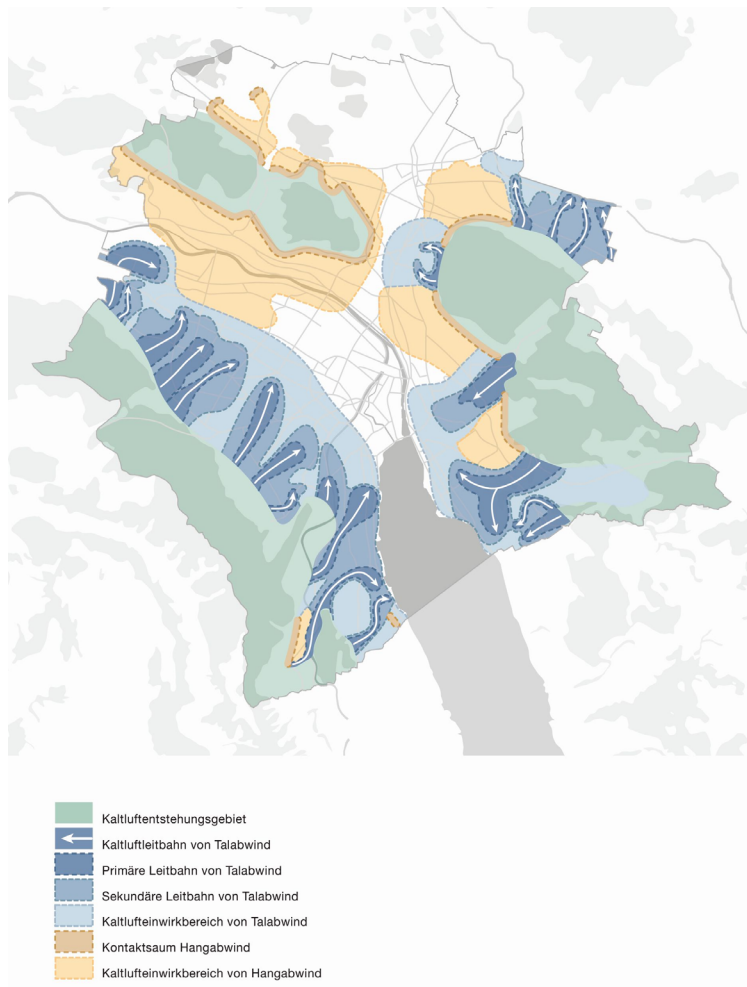 Kaltluftentstehungsgebiet
Kaltluftleitbahn von Talabwind
Primäre Leitbahn von Talabwind
Sekundäre Leitbahn von Talabwind
Kaltlufteinwirkbereich von Talabwind
Kontaktsaum Hangabwind
Kaltlufteinwirkbereich von Hangabwind